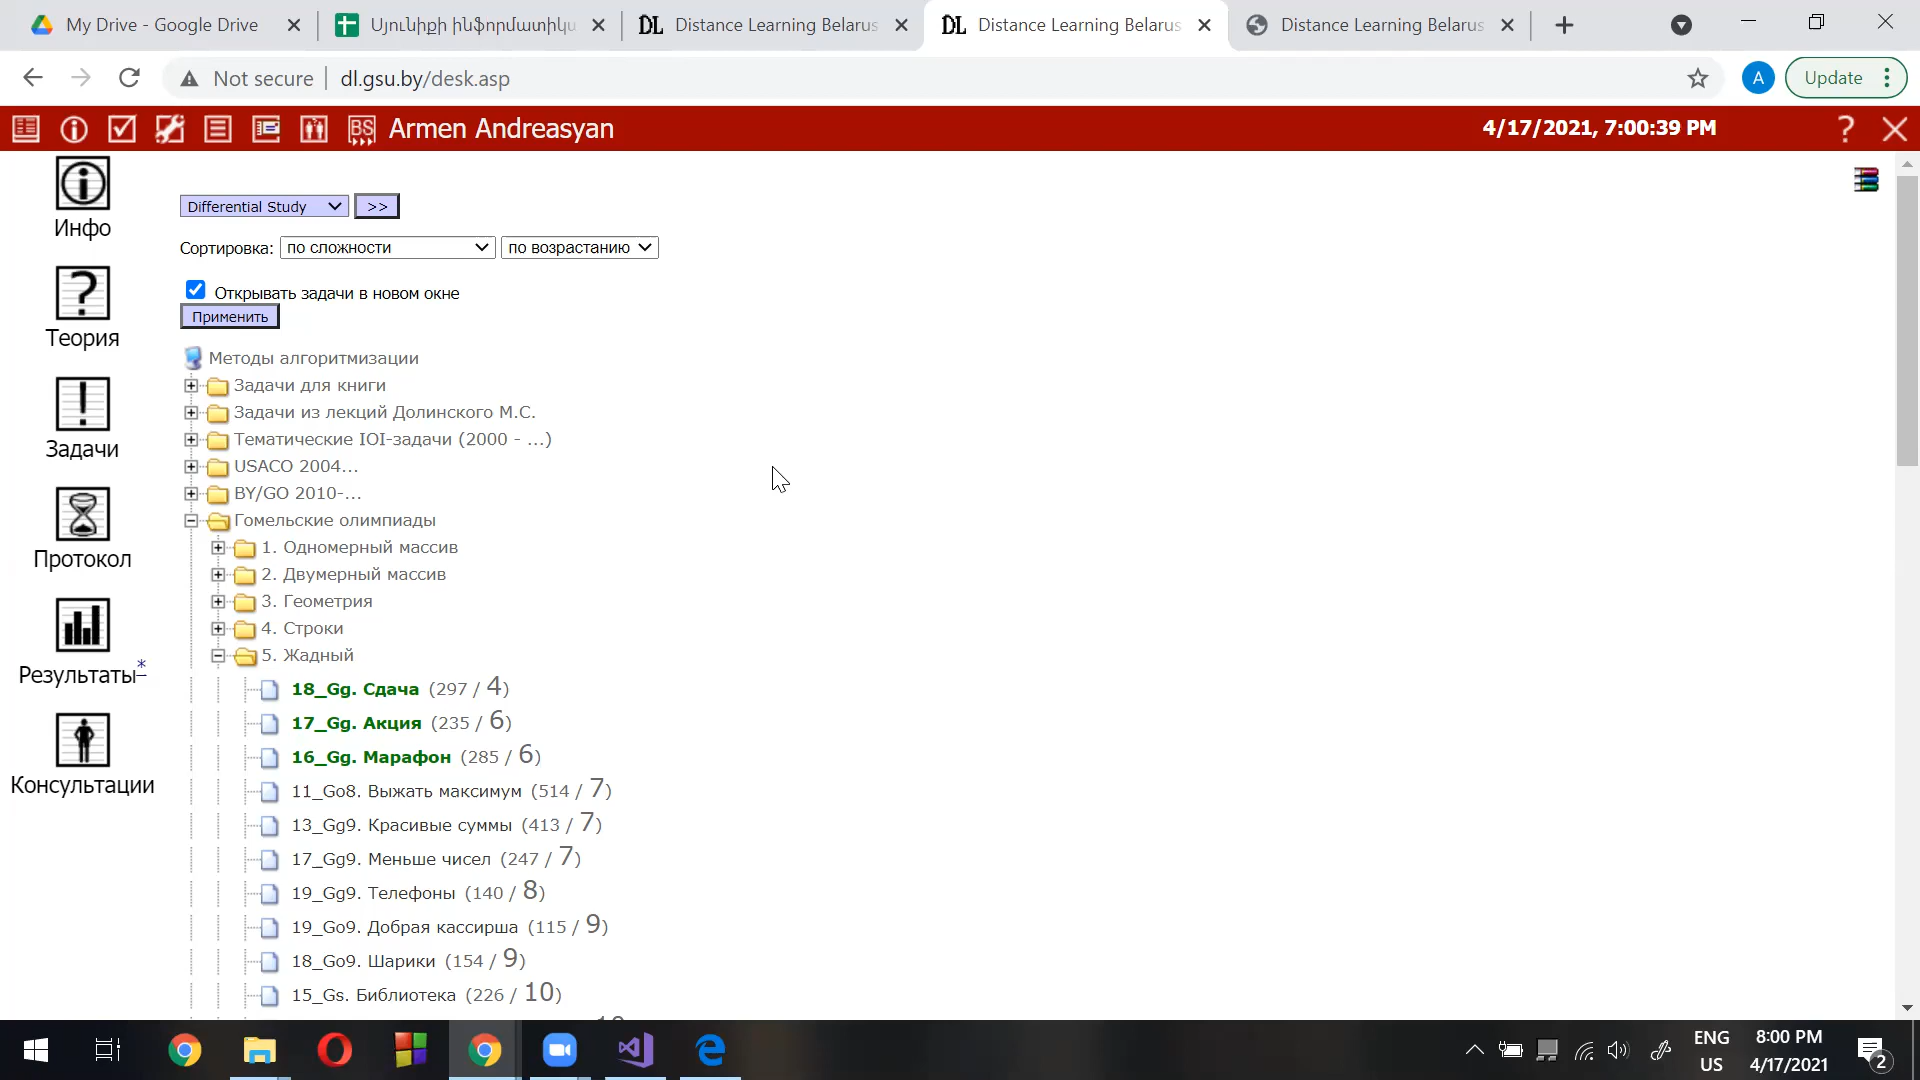 My Drive - Google Drive
Սյունիքի ինֆորմատիկա
DL Distance Learning Belarus
DL Distance Learning Belarus
Distance Learning Belarus
Not secure
dl.gsu.by/desk.asp
A
Update
BS
Armen Andreasyan
4/17/2021, 7:00:39 PM
?
Инфо
Теория
Задачи
Протокол
Результаты*
Консультации
Differential Study
>>
Сортировка: по сложности по возрастанию
Открывать задачи в новом окне
Применить
Методы алгоритмизации
Задачи для книги
Задачи из лекций Долинского М.С.
Тематические IOI-задачи (2000 - ...)
USACO 2004...
BY/GO 2010-...
Гомельские олимпиады
1. Одномерный массив
2. Двумерный массив
3. Геометрия
4. Строки
5. Жадный
18_Gg. Сдача (297 / 4)
17_Gg. Акция (235 / 6)
16_Gg. Марафон (285 / 6)
11_Go8. Выжать максимум (514 / 7)
13_Gg9. Красивые суммы (413 / 7)
17_Gg9. Меньше чисел (247 / 7)
19_Gg9. Телефоны (140 / 8)
19_Go9. Добрая кассирша (115 / 9)
18_Go9. Шарики (154 / 9)
15_Gs. Библиотека (226 / 10)
ENG
US
8:00 PM
4/17/2021
2